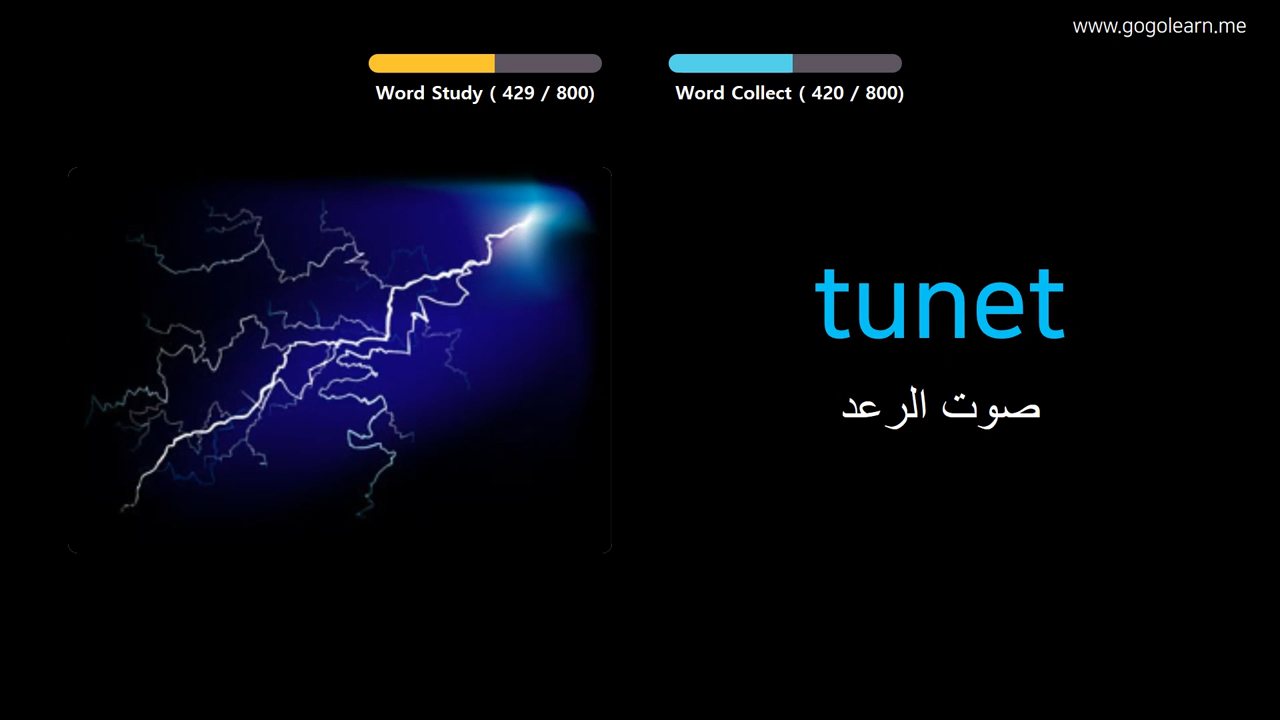 www.gogolearn.me
Word Study ( 429 / 800)
Word Collect ( 420 / 800)
tunet
صوت الرعد